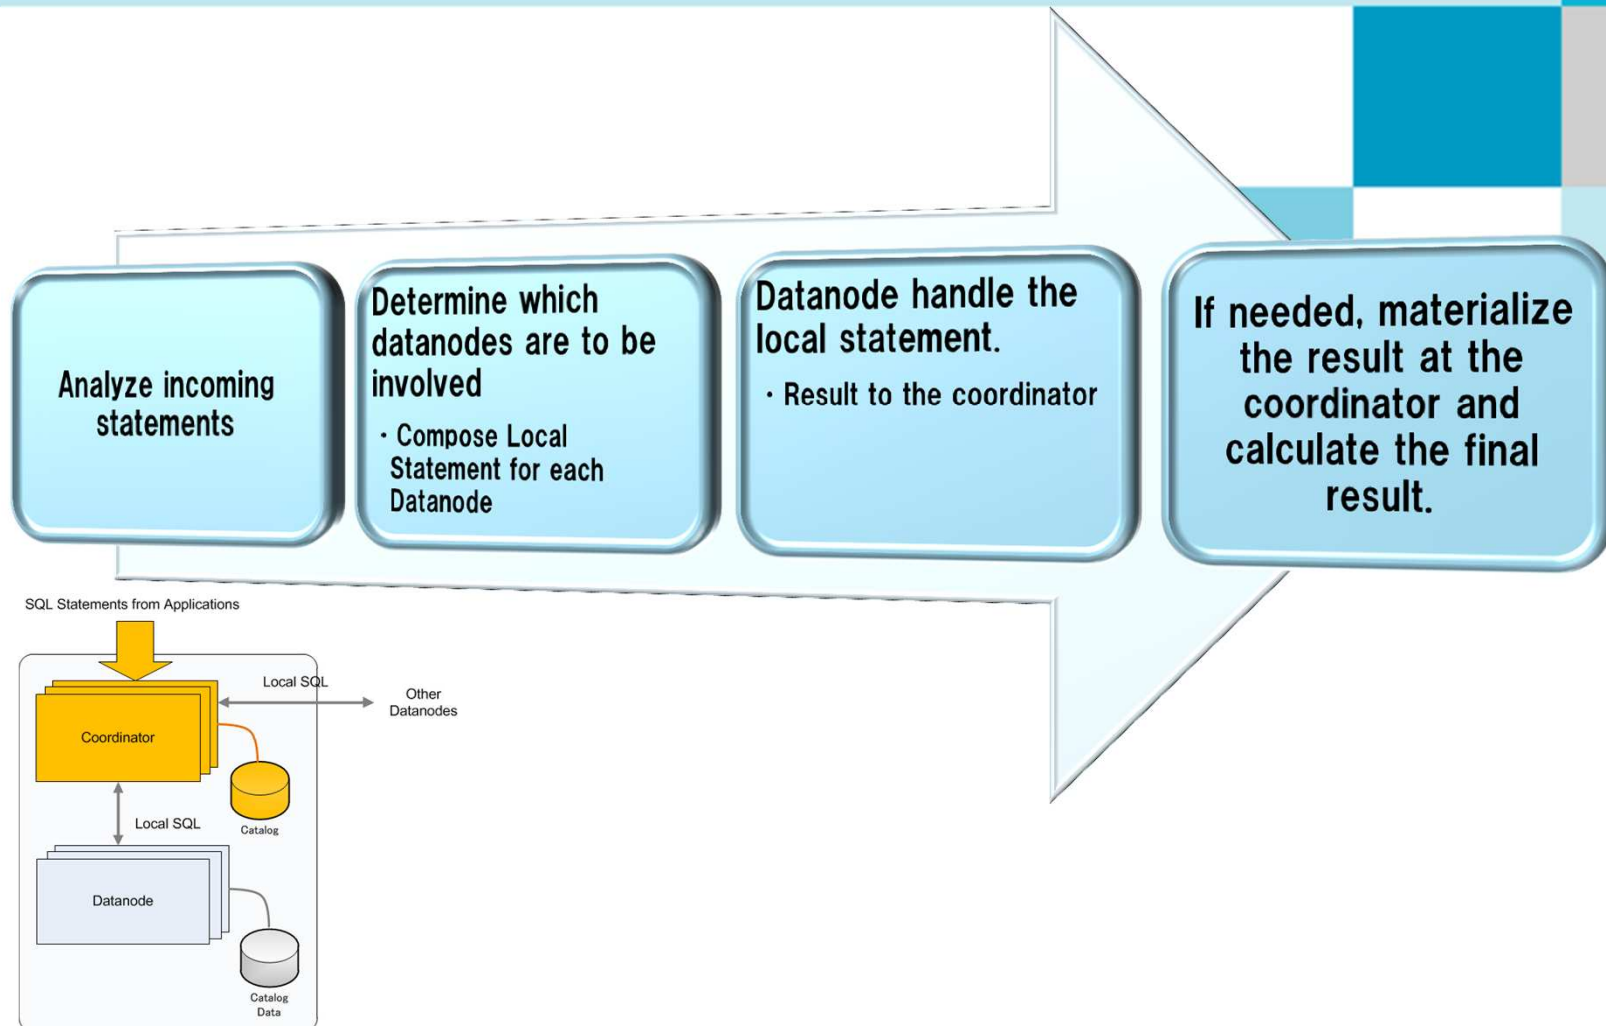 Analyze incoming
statements
Determine which
datanodes are to be
involved
・Compose Local
Statement for each
Datanode
Datanode handle the
local statement.
・Result to the coordinator
If needed, materialize
the result at the
coordinator and
calculate the final
result.
SQL Statements from Applications
Local SQL
Other
Datanodes
Coordinator
Catalog
Local SQL
Datanode
Catalog
Data